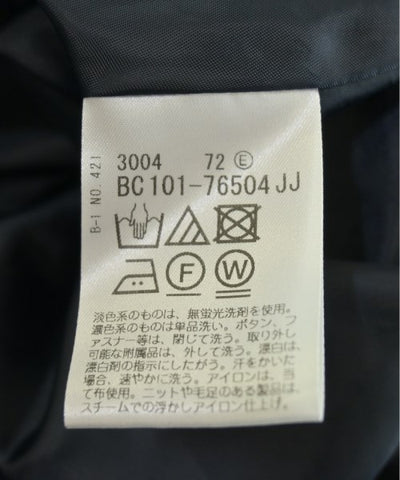 B-1 NO.421
3004 72 Ⓔ
BC101-76504JJ
F W
淡色系のものは、無蛍光洗剤を使用。
濃色系のものは単品洗い。ボタン、フ
ァスナー等は、閉じて洗う。取り外し
可能な附属品は、外して洗う。漂白は、
漂白剤の指示にしたがう。汗をかいた
場合、速やかに洗う。アイロンは、当
て布使用。ニットや毛足のある製品は、
スチームでの浮かしアイロン仕上げ。